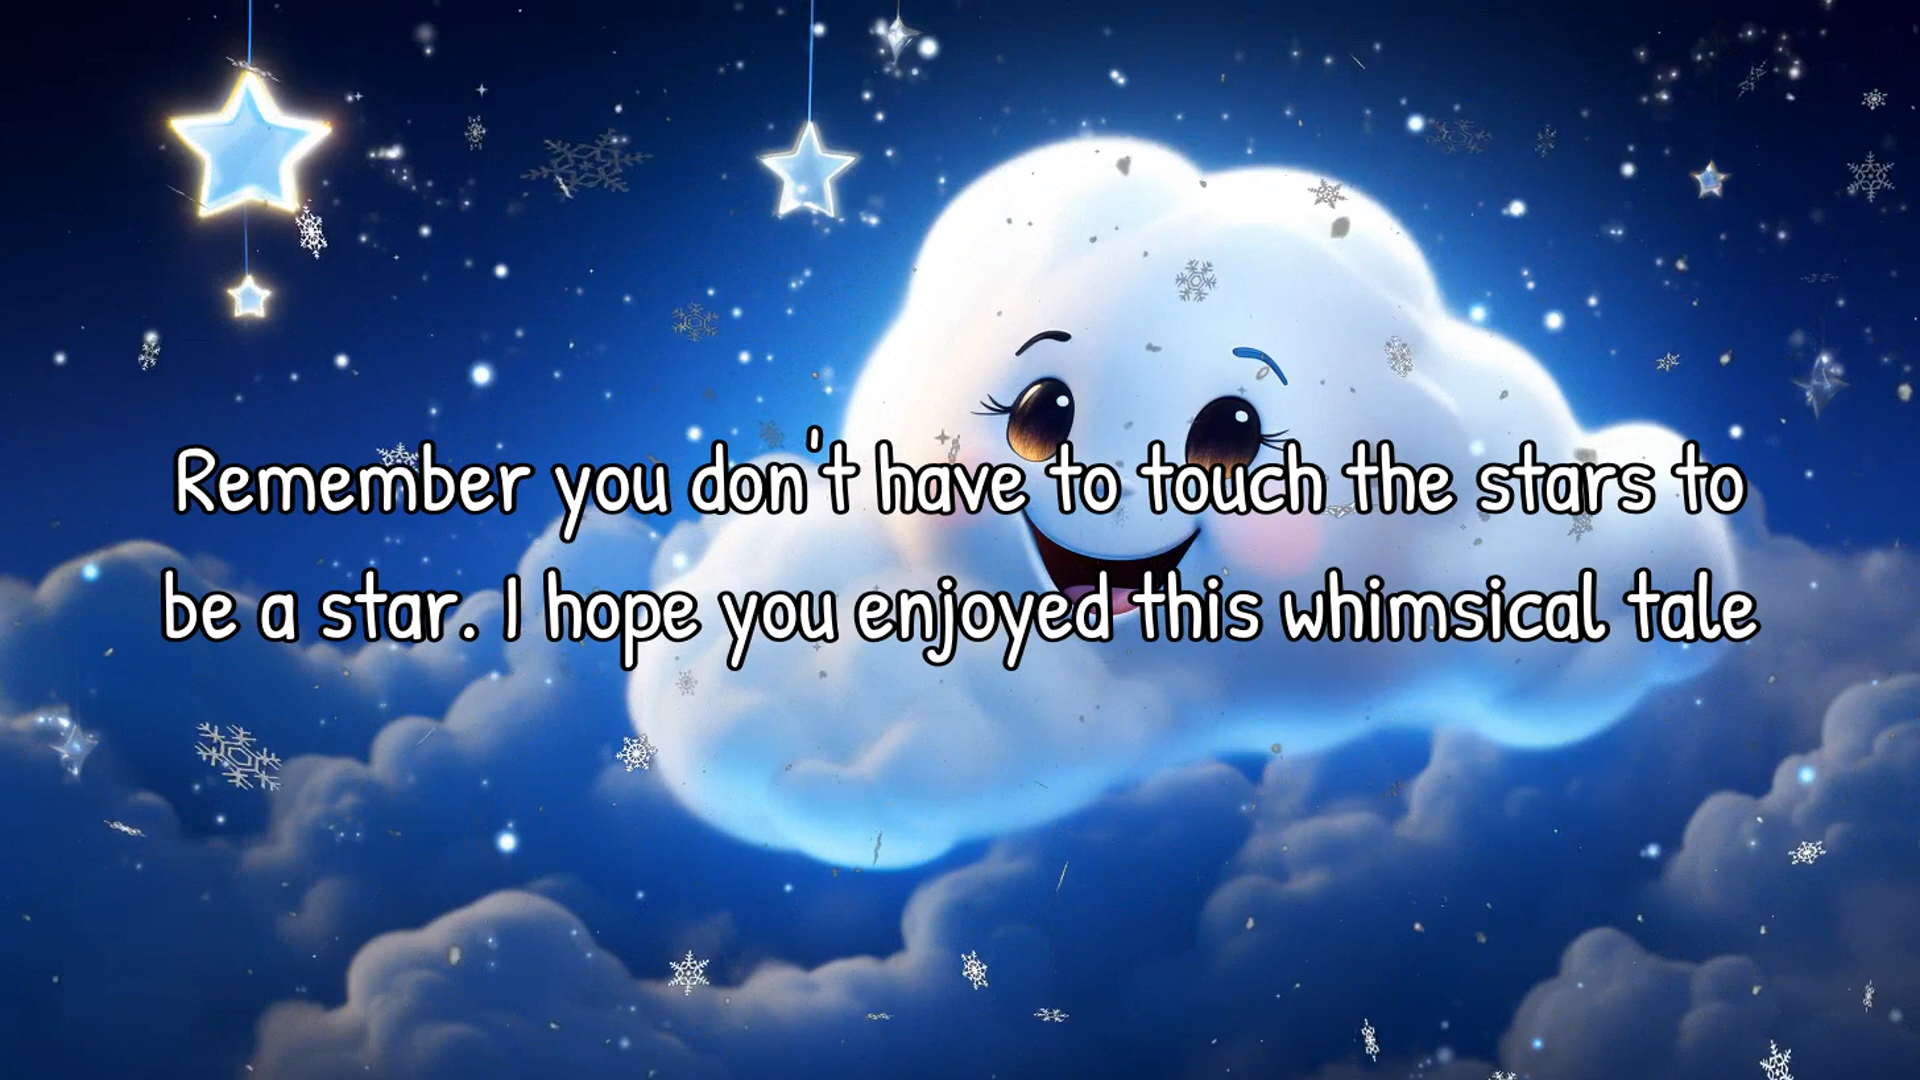 Remember you don't have to touch the stars to
be a star. I hope you enjoyed this whimsical tale